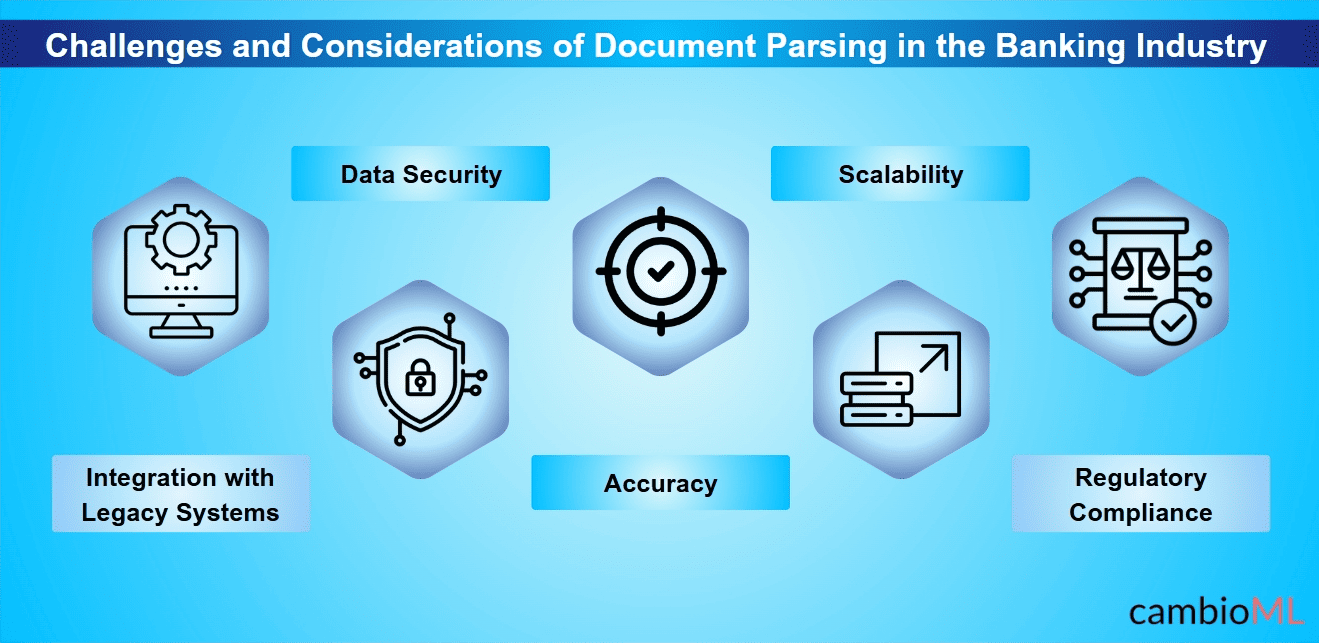 Challenges and Considerations of Document Parsing in the Banking Industry
Data Security
Scalability
Integration with
Legacy Systems
Accuracy
Regulatory
Compliance
cambioML